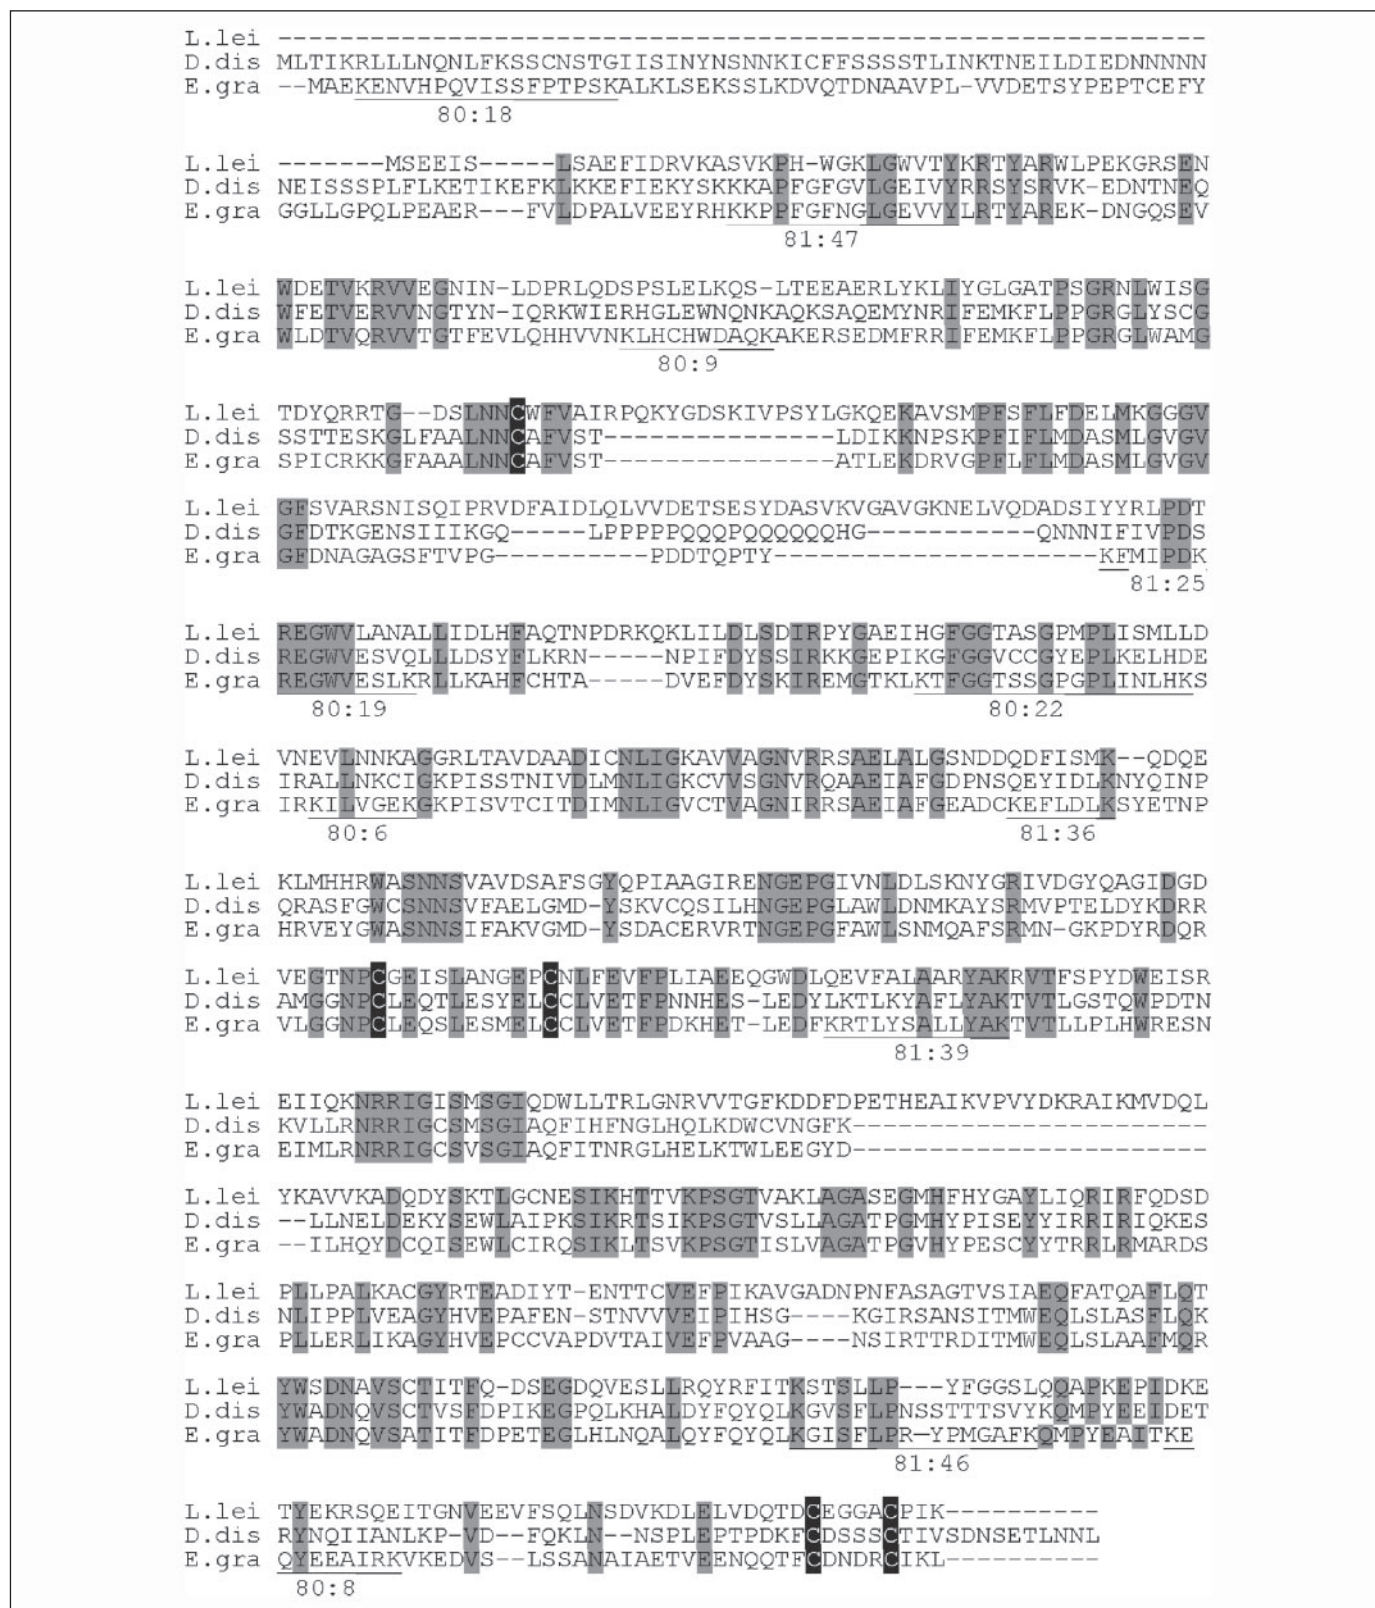 L.lei ------------------------------------------------------------
D.dis MLTIKRLLLNQNLFKSSCNSTGIISINYNSNNKICFFSSSSTLINKTNEILDIEDNNNNN
E.gra --MAEKENVHPQVISSFPTPSKALKLSEKSSLKDVQTDNAAVPL-VVDETSYPEPTCEFY
80:18
L.lei -------MSEEIS-----LSAEFIDRVKASVKPH-WGKLGWVTYKRTYARWLPEKGRSEN
D.dis NEISSSPLFLKETIKEFKLKKEFIEKYSKKKAPFGFGVLGEIVYRRSYSRVK-EDNTNEQ
E.gra GGLLGPQLPEAER---FVLDPALVEEYRHKKPPFGFNGLGEVVYLRTYAREK-DNGQSEV
81:47
L.lei WDETVKRVVEGNIN-LDPRLQDSPSLELKQS-LTEEAERLYKLIYGLGATPSGRNLWISG
D.dis WFETVERVVNGTYN-IQRKWIERHGLEWNQNKAQKSAQEMYNRIFEMKFLPPGRGLYSCG
E.gra WLDTVQRVVTGTFEVLQHHVVNKLHCHWDAQKAKERSEDMFRRIFEMKFLPPGRGLWAMG
80:9
L.lei TDYQRRTG--DSLNNCWFVAIRPQKYGDSKIVPSYLGKQEKAVSMPFSFLFDELMKGGGV
D.dis SSTTESKGLFAALNNCAFVST---------------LDIKKNPSKPFIFLMDASMLGVGV
E.gra SPICRKKGFAAALNNCAFVST---------------ATLEKDRVGPFLFLMDASMLGVGV
L.lei GFSVARSNISQIPRVDFAIDLQLVVDETSESYDASVKVGAVGKNELVQDADSIYYRLPDT
D.dis GFDTKGENSIIIKGQ-----LPPPPPQQQPQQQQQQHG-----------QNNNIFIVPDS
E.gra GFDNAGAGSFTVPG----------PDDTQPTY---------------------KFMIPDK
81:25
L.lei REGWVLANALLIDLHFAQTNPDRKQKLILDLSDIRPYGAEIHGFGGTASGPMPLISMLLD
D.dis REGWVESVQLLLDSYFLKRN-----NPIFDYSSIRKKGEPIKGFGGVCCGYEPLKELHDE
E.gra REGWVESLKRLLKAHFCHTA-----DVEFDYSKIREMGTKLKTFGGTSSGPGPLINLHKS
80:19 80:22
L.lei VNEVLNNKAGGRLTAVDAADICNLIGKAVVAGNVRRSAELALGSNDDQDFISMK--QDQE
D.dis IRALLNKCIGKPISSTNIVDLMNLIGKCVVSGNVRQAAEIAFGDPNSQEYIDLKNYQINP
E.gra IRKILVGEKGKPISVTCITDIMNLIGVCTVAGNIRRSAEIAFGEADCKEFLDLKSYETNP
80:6 81:36
L.lei KLMHHRWASNNSVAVDSAFSGYQPIAAGIRENGEPGIVNLDLSKNYGRIVDGYQAGIDGD
D.dis QRASFGWCSNNSVFAELGMD-YSKVCQSILHNGEPGLAWLDNMKAYSRMVPTELDYKDRR
E.gra HRVEYGWASNNSIFAKVGMD-YSDACERVRTNGEPGFAWLSNMQAFSRMN-GKPDYRDQR
L.lei VEGTNPCGEISLANGEPCNLFEVFPLIAEEQGWDLQEVFALAARYAKRVTFSPYDWEISR
D.dis AMGGNPCLEQTLESYELCCLVETFPNNHES-LEDYLKTLKYAFLYAKTVTLGSTQWPDTN
E.gra VLGGNPCLEQSLESMELCCLVETFPDKHET-LEDFKRTLYSALLYAKTVTLLPLHWRESN
81:39
L.lei EIIQKNRRIGISMSGIQDWLLTRLGNRVVTGFKDDFDPETHEAIKVPVYDKRAIKMVDQL
D.dis KVLLRNRRIGCSMSGIAQFIHFNGLHQLKDWCVNGFK-----------------------
E.gra EIMLRNRRIGCSVSGIAQFITNRGLHELKTWLEEGYD-----------------------
L.lei YKAVVKADQDYSKTLGCNESIKHTTVKPSGTVAKLAGASEGMHFHYGAYLIQRIRFQDSD
D.dis --LLNELDEKYSEWLAIPKSIKRTSIKPSGTVSLLAGATPGMHYPISEYYIRRIRIQKES
E.gra --ILHQYDCQISEWLCIRQSIKLTSVKPSGTISLVAGATPGVHYPESCYYTRRLRMARDS
L.lei PLLPALKACGYRTEADIYT-ENTTCVEFPIKAVGADNPNFASAGTVSIAEQFATQAFLQT
D.dis NLIPPLVEAGYHVEPAFEN-STNVVVEIPIHSG----KGIRSANSITMWEQLSLASFLQK
E.gra PLLERLIKAGYHVEPCCVAPDVTAIVEFPVAAG----NSIRTTRDITMWEQLSLAAFMQR
L.lei YWSDNAVSCTITFQ-DSEGDQVESLLRQYRFITKSTSLLP---YFGGSLQQAPKEPIDKE
D.dis YWADNQVSCTVSFDPIKEGPQLKHALDYFQYQLKGVSFLPNSSTTTSVYKQMPYEEIDET
E.gra YWADNQVSATITFDPETEGLHLNQALQYFQYQLKGISFLPR-YPMGAFKQMPYEAITKE
81:46
L.lei TYEKRSQEITGNVEEVFSQLNSDVKDLELVDQTDCEGGACPIK----------
D.dis RYNQIIANLKP-VD--FQKLN--NSPLEPTPDKFCDSSSCTIVSDNSETLNNL
E.gra QYEEAIRKVKEDVS--LSSANAIAETVEENQQTFCDNDRCIKL----------
80:8